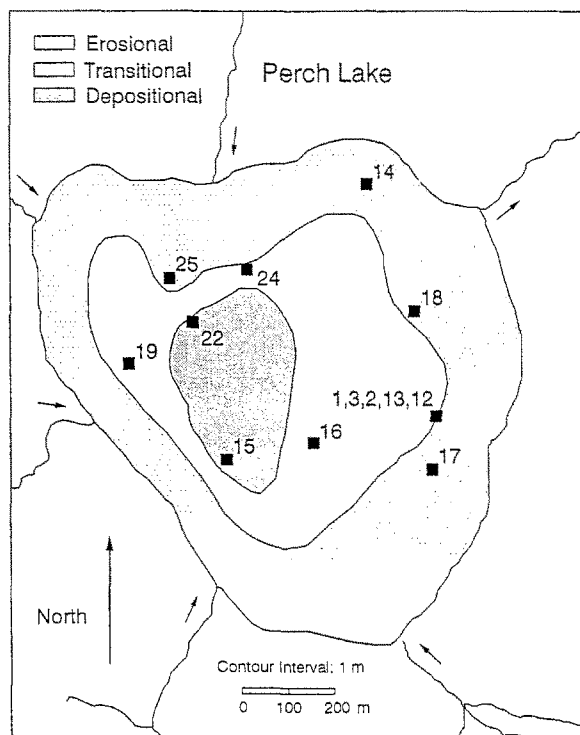 Erosional
Transitional
Depositional
Perch Lake
14
25
24
18
22
19
1,3,2,13,12
16
15
17
North
Contour Interval: 1 m
0 100 200 m